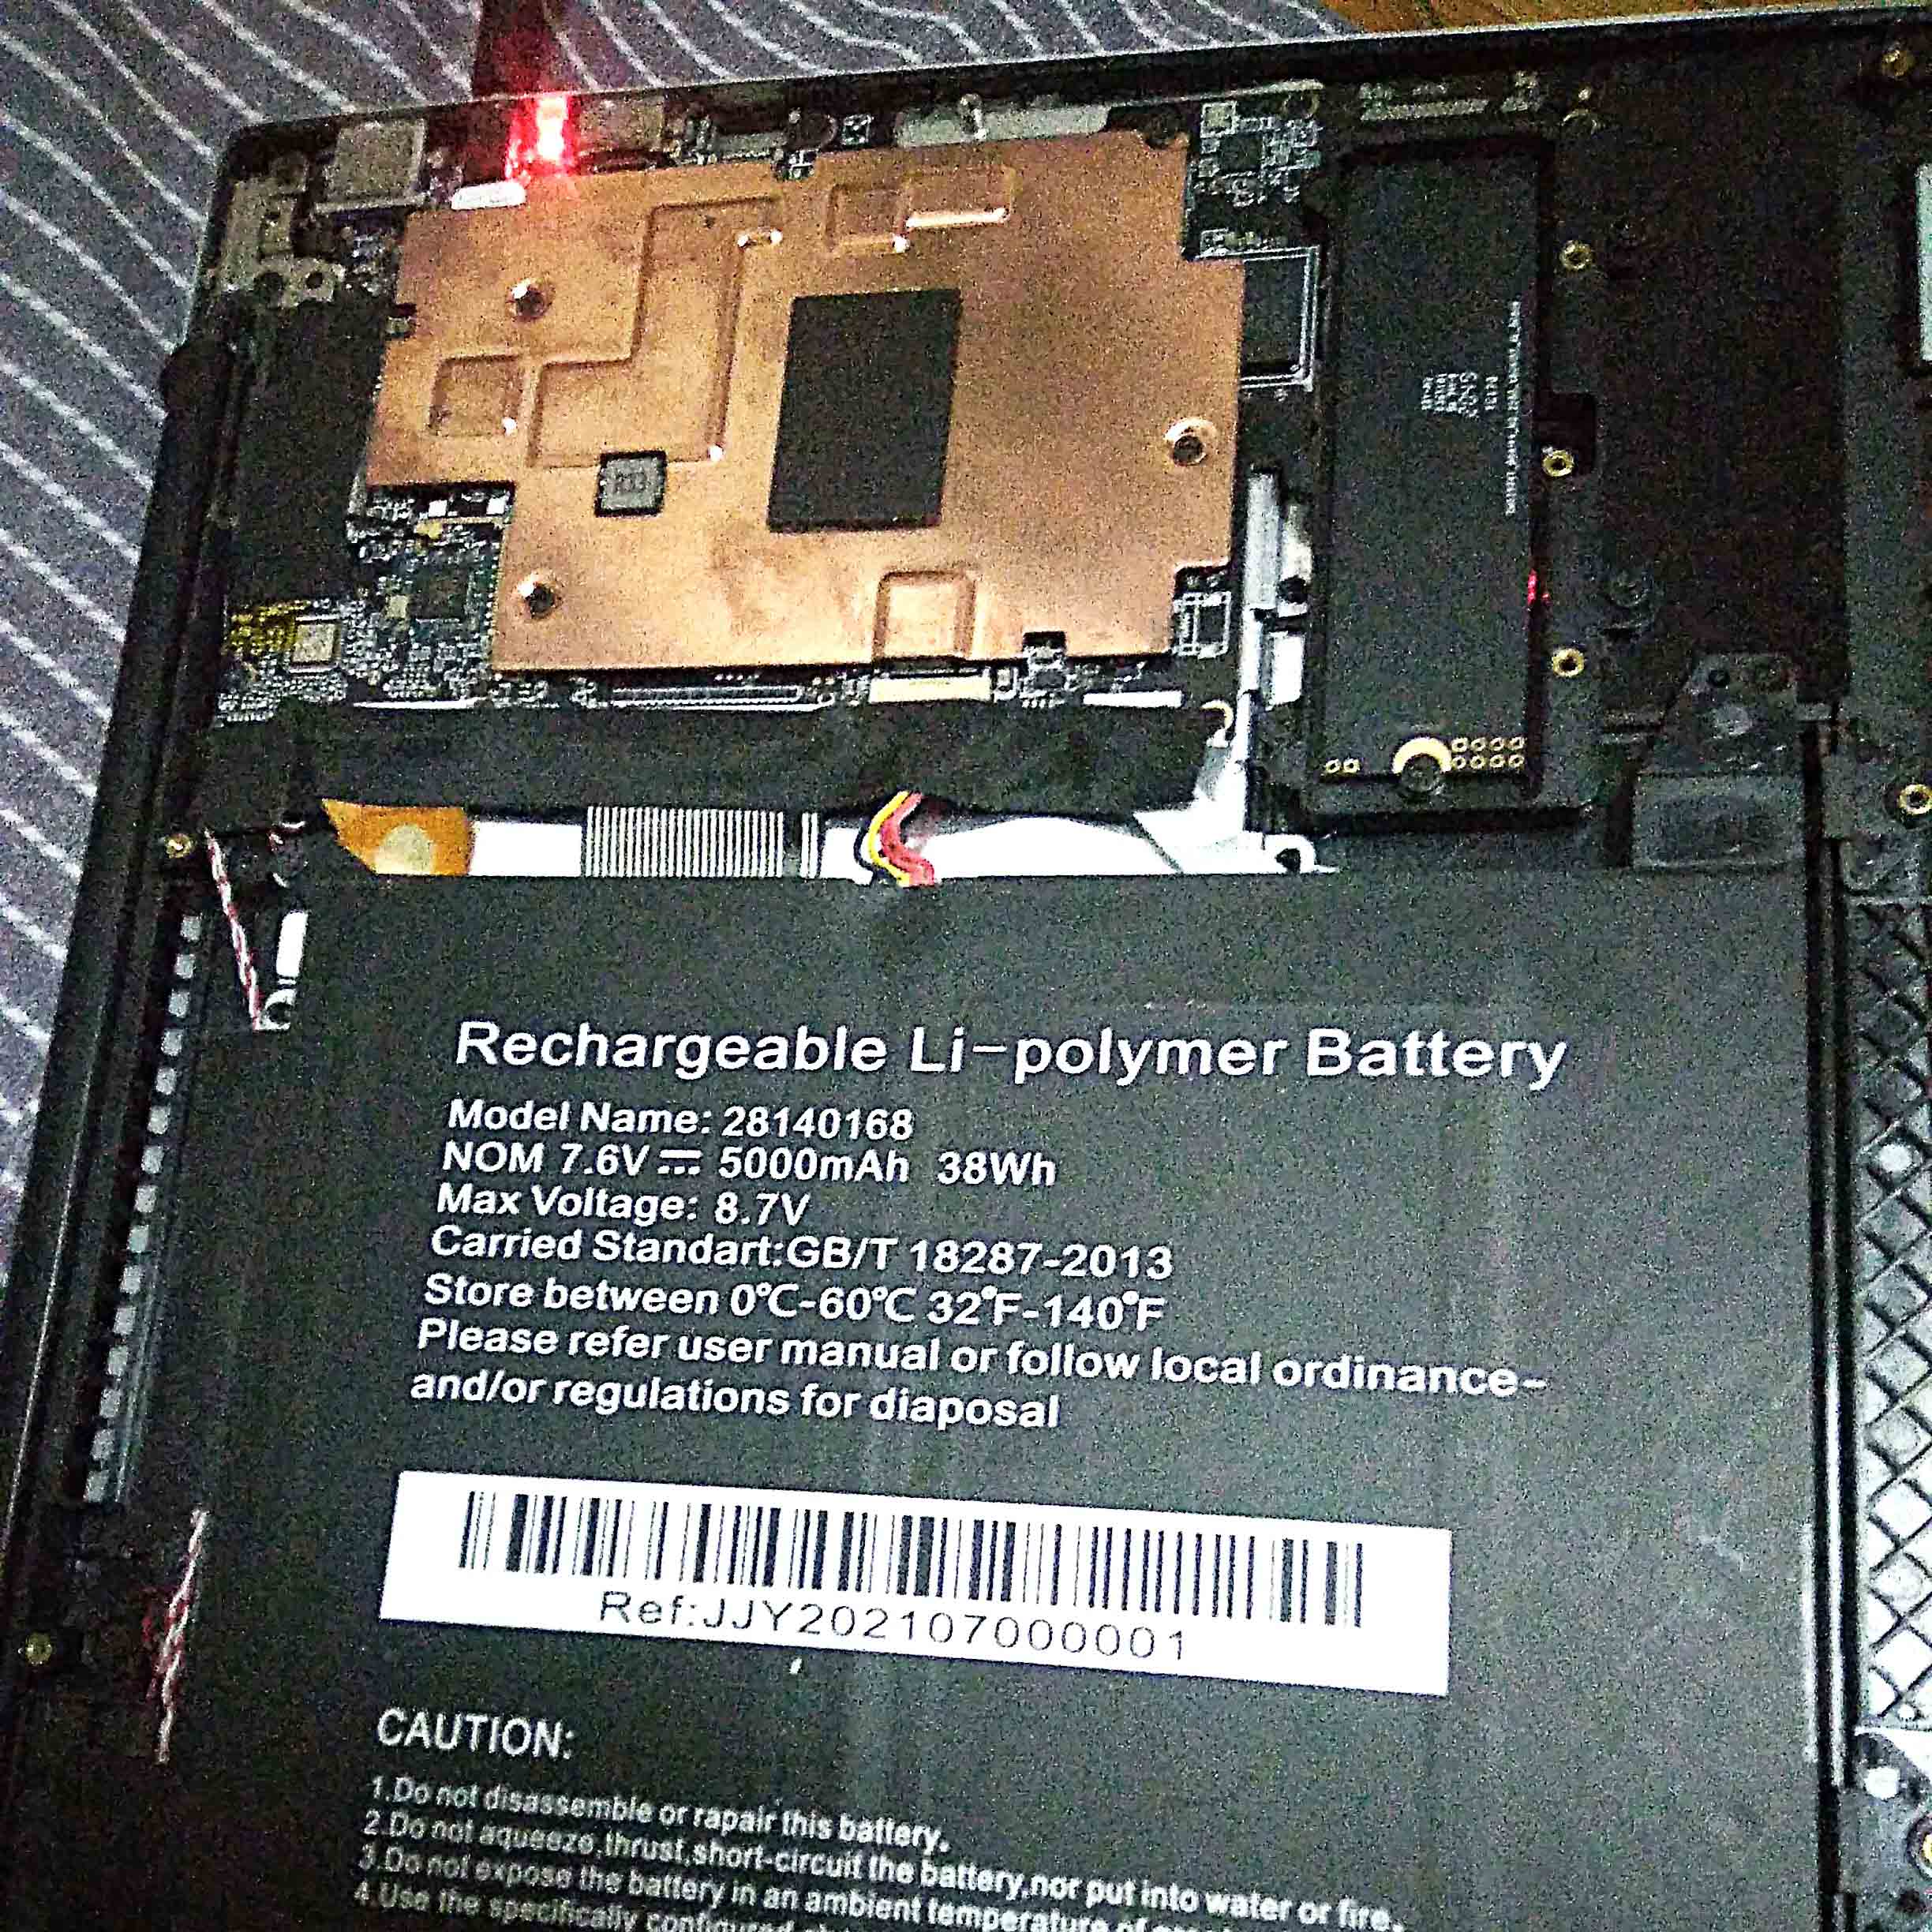 R33
Rechargeable Li-polymer Battery
Model Name: 28140168
NOM 7.6V⎓ 5000mAh 38Wh
Max Voltage: 8.7V
Carried Standart:GB/T 18287-2013
Store between 0℃-60℃ 32°F-140°F
Please refer user manual or follow local ordinance-
and/or regulations for diaposal
Ref:JJY202107000001
CAUTION:
1.Do not disassemble or rapair this battery.
2.Do not aqueeze,thrust,short-circuit the battery,nor put into water or fire.
3.Do not expose the battery in an ambient temperature of
4.Use the specifically configured